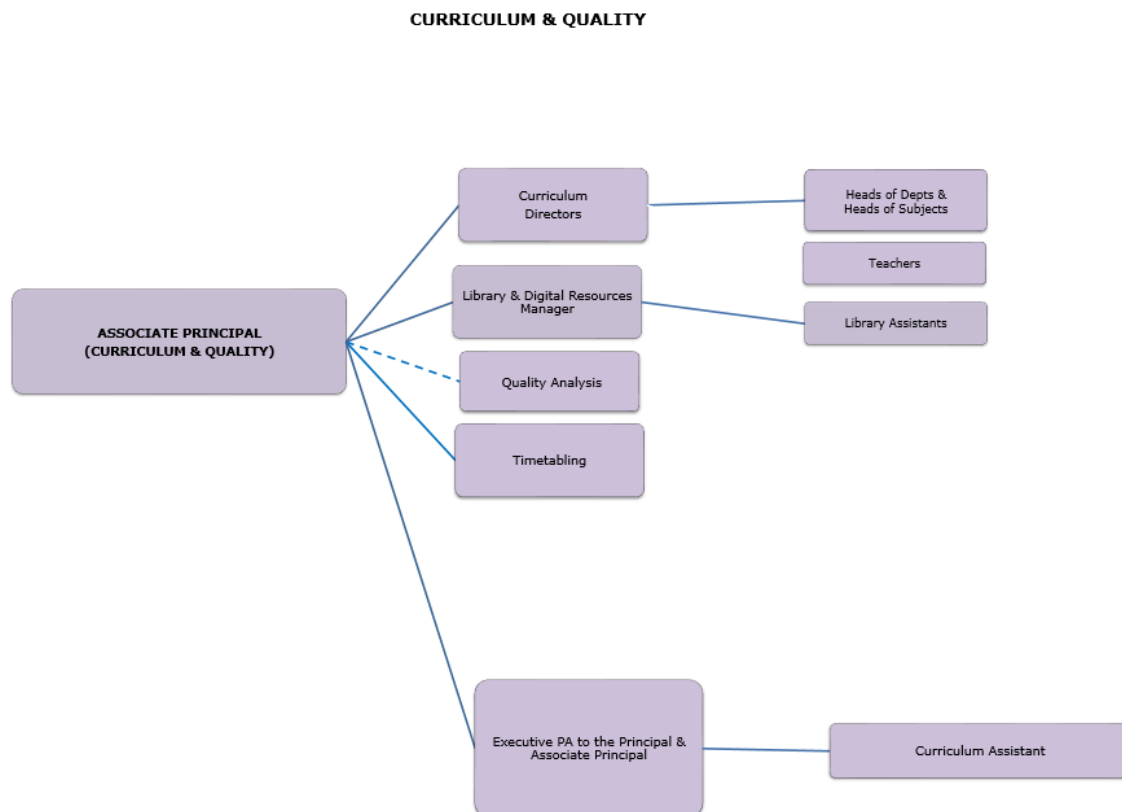 CURRICULUM & QUALITY
Curriculum
Directors
Heads of Depts &
Heads of Subjects
Teachers
Library & Digital Resources
Manager
Library Assistants
ASSOCIATE PRINCIPAL
(CURRICULUM & QUALITY)
Quality Analysis
Timetabling
Executive PA to the Principal &
Associate Principal
Curriculum Assistant